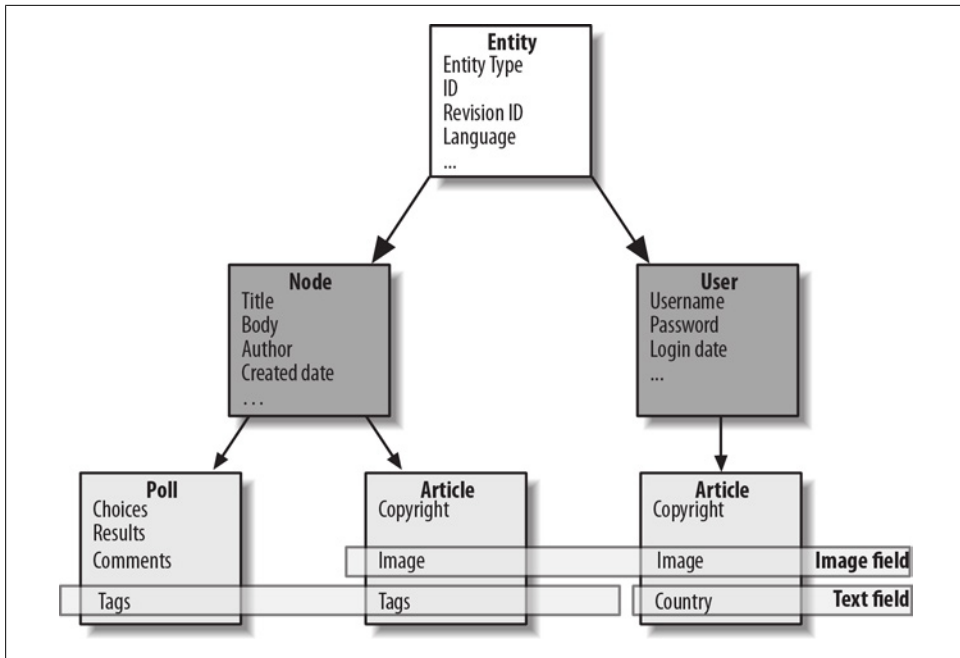 Entity
Entity Type
ID
Revision ID
Language
...
Node
Title
Body
Author
Created date
...
User
Username
Password
Login date
...
Poll
Choices
Results
Comments
Tags
Article
Copyright
Image
Tags
Article
Copyright
Image
Country
Image field
Text field